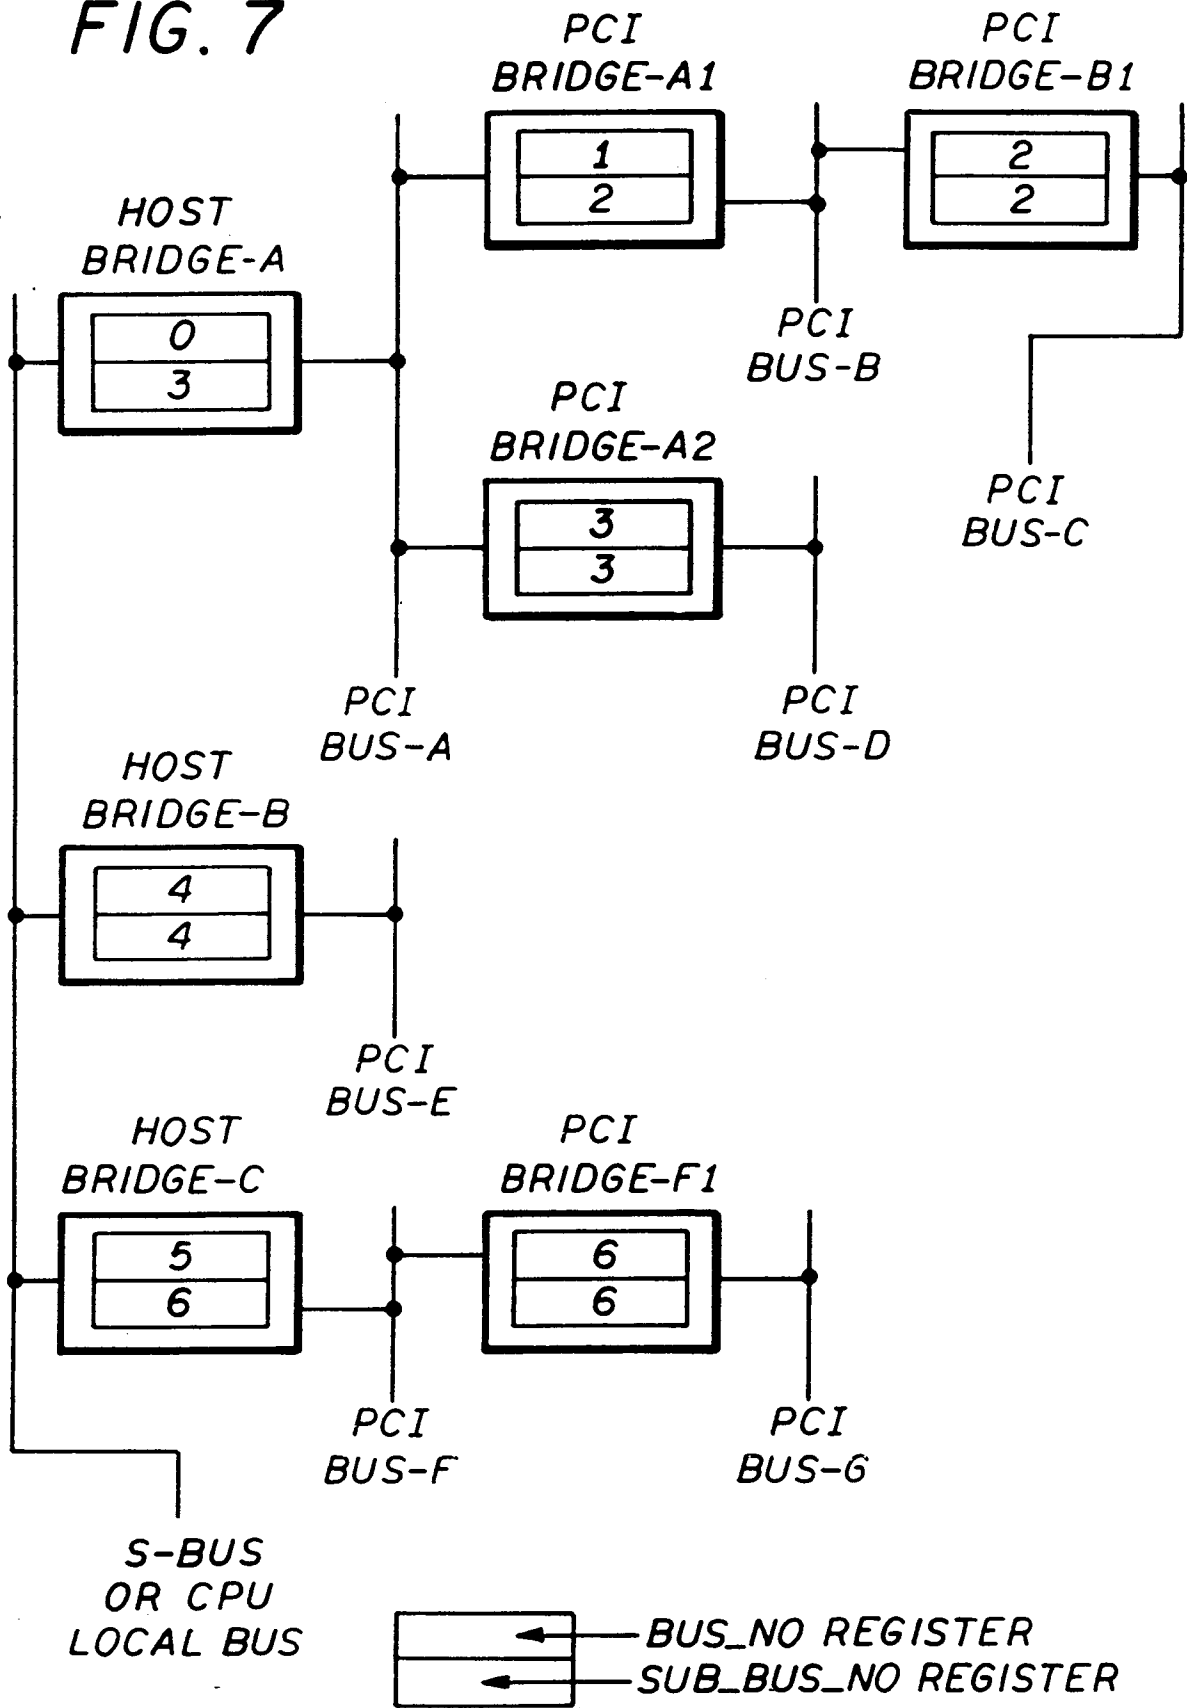 FIG. 7
PCI
BRIDGE-A1
1
2
PCI
BRIDGE-B1
2
2
HOST
BRIDGE-A
0
3
PCI
BUS-B
PCI
BRIDGE-A2
3
3
PCI
BUS-C
PCI
BUS-A
PCI
BUS-D
HOST
BRIDGE-B
4
4
PCI
BUS-E
HOST
BRIDGE-C
5
6
PCI
BRIDGE-F1
6
6
PCI
BUS-F
PCI
BUS-G
S-BUS
OR CPU
LOCAL BUS
BUS_NO REGISTER
SUB_BUS_NO REGISTER